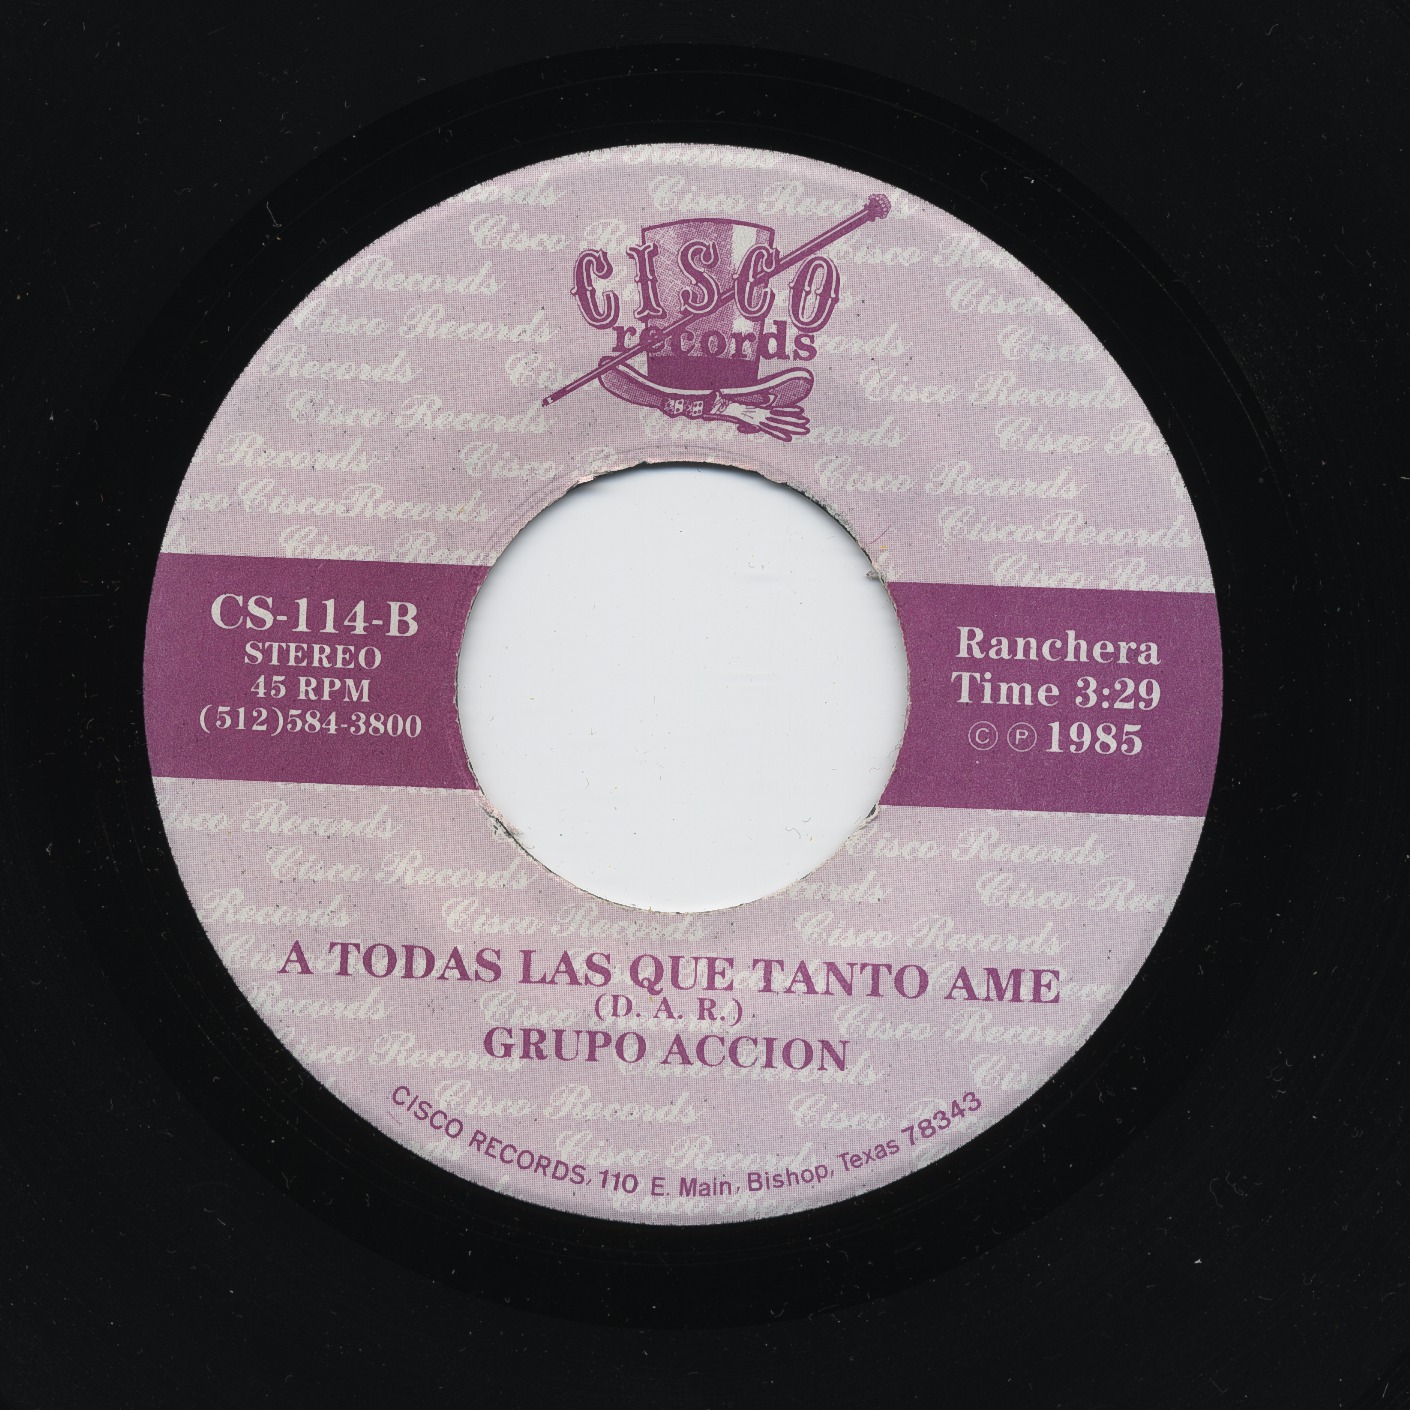 CISCO
records
CS-114-B
STEREO
45 RPM
(512)584-3800
Ranchera
Time 3:29
Ⓒ Ⓟ 1985
A TODAS LAS QUE TANTO AME
(D. A. R.)
GRUPO ACCION
CISCO RECORDS, 110 E. Main, Bishop, Texas 78343